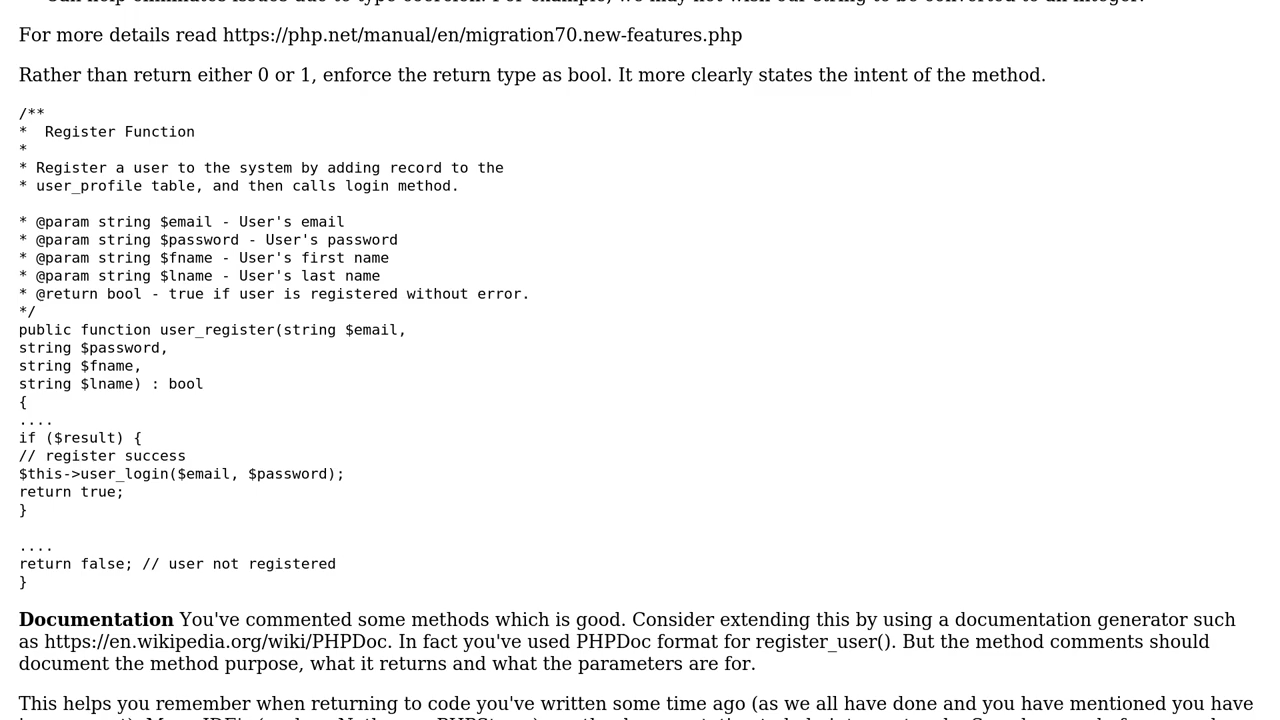 For more details read https://php.net/manual/en/migration70.new-features.php
Rather than return either 0 or 1, enforce the return type as bool. It more clearly states the intent of the method.
/**
*  Register Function
*
* Register a user to the system by adding record to the
* user_profile table, and then calls login method.
* @param string $email - User's email
* @param string $password - User's password
* @param string $fname - User's first name
* @param string $lname - User's last name
* @return bool - true if user is registered without error.
*/
public function user_register(string $email,
string $password,
string $fname,
string $lname) : bool
{
....
if ($result) {
// register success
$this->user_login($email, $password);
return true;
}
....
return false; // user not registered
}
Documentation You've commented some methods which is good. Consider extending this by using a documentation generator such
as https://en.wikipedia.org/wiki/PHPDoc. In fact you've used PHPDoc format for register_user(). But the method comments should
document the method purpose, what it returns and what the parameters are for.
This helps you remember when returning to code you've written some time ago (as we all have done and you have mentioned you have